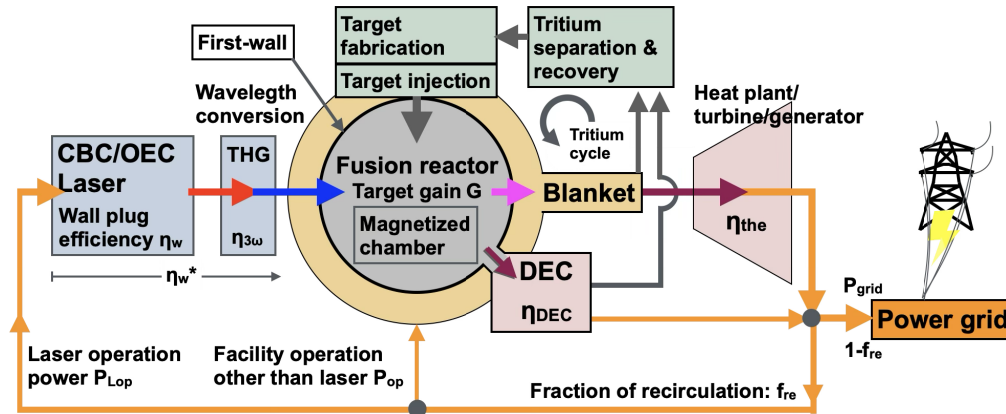 Target
fabrication
Target injection
Tritium
separation &
recovery
First-wall
Wavelegth
conversion
Tritium
cycle
Heat plant/
turbine/generator
CBC/OEC
Laser
Wall plug
efficiency ηw
THG
η3ω
ηw*
Fusion reactor
Target gain G
Magnetized
chamber
Blanket
DEC
ηDEC
ηthe
Pgrid
Power grid
1-fre
Laser operation
power PLop
Facility operation
other than laser Pop
Fraction of recirculation: fre